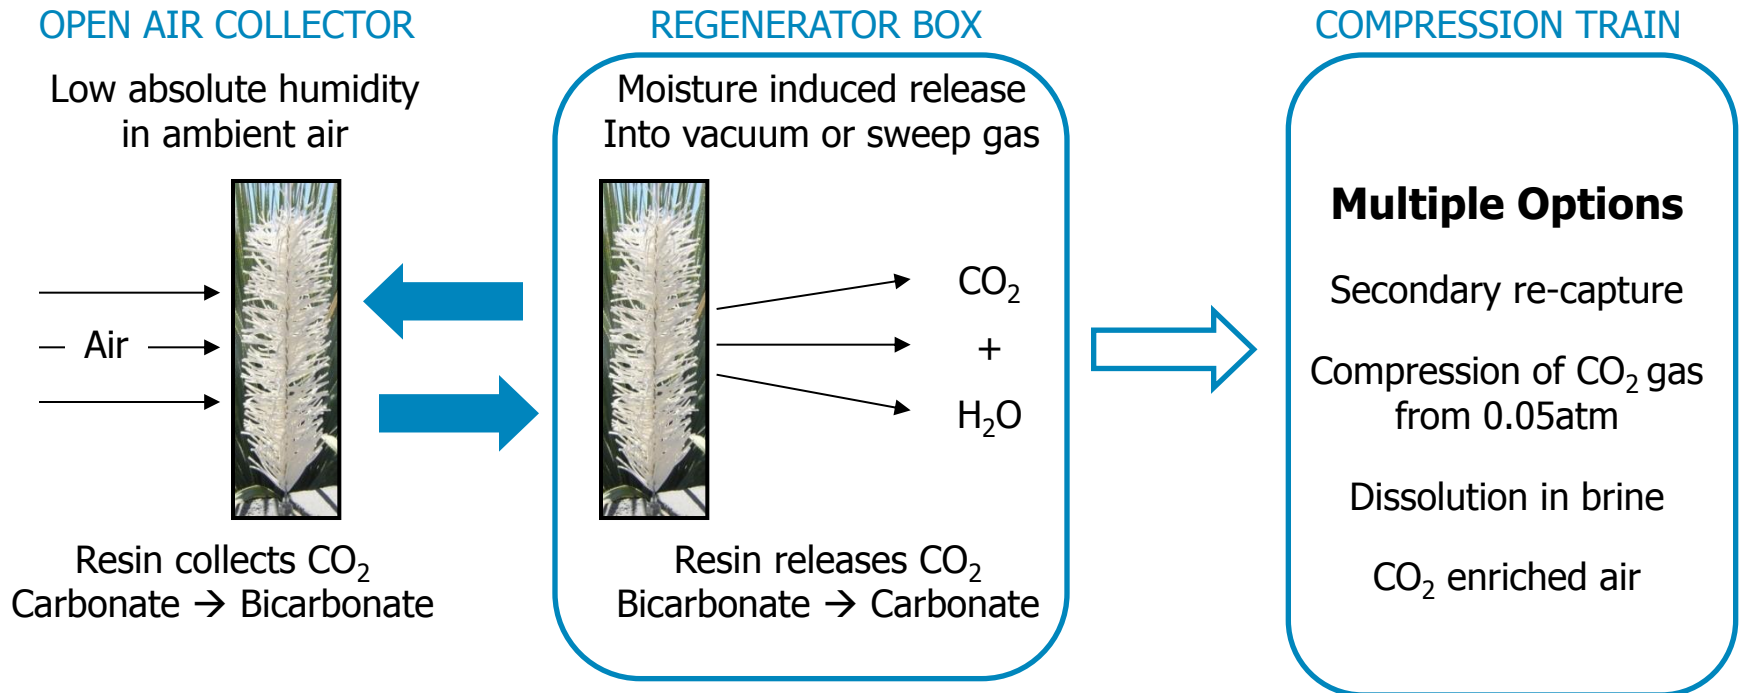 OPEN AIR COLLECTOR
Low absolute humidity
in ambient air
Air
Resin collects CO₂
Carbonate → Bicarbonate
REGENERATOR BOX
Moisture induced release
Into vacuum or sweep gas
CO₂
+
H₂O
Resin releases CO₂
Bicarbonate → Carbonate
COMPRESSION TRAIN
Multiple Options
Secondary re-capture
Compression of CO₂ gas
from 0.05atm
Dissolution in brine
CO₂ enriched air